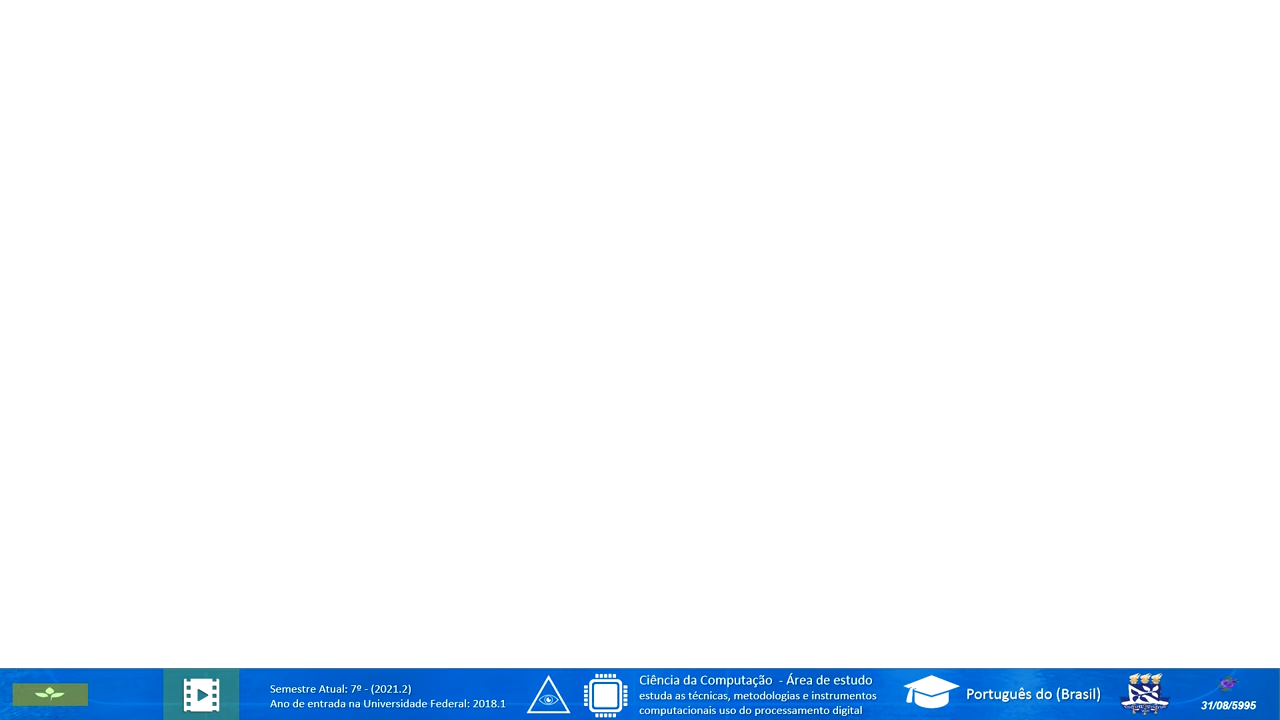 Semestre Atual: 7º - (2021.2)
Ano de entrada na Universidade Federal: 2018.1
Ciência da Computação - Área de estudo
estuda as técnicas, metodologias e instrumentos
computacionais uso do processamento digital
Português do (Brasil)
31/08/5995